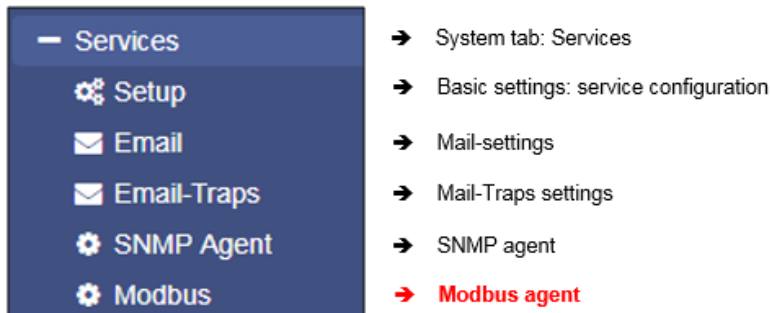 Services ➔ System tab: Services
Setup ➔ Basic settings: service configuration
Email ➔ Mail-settings
Email-Traps ➔ Mail-Traps settings
SNMP Agent ➔ SNMP agent
Modbus ➔ Modbus agent